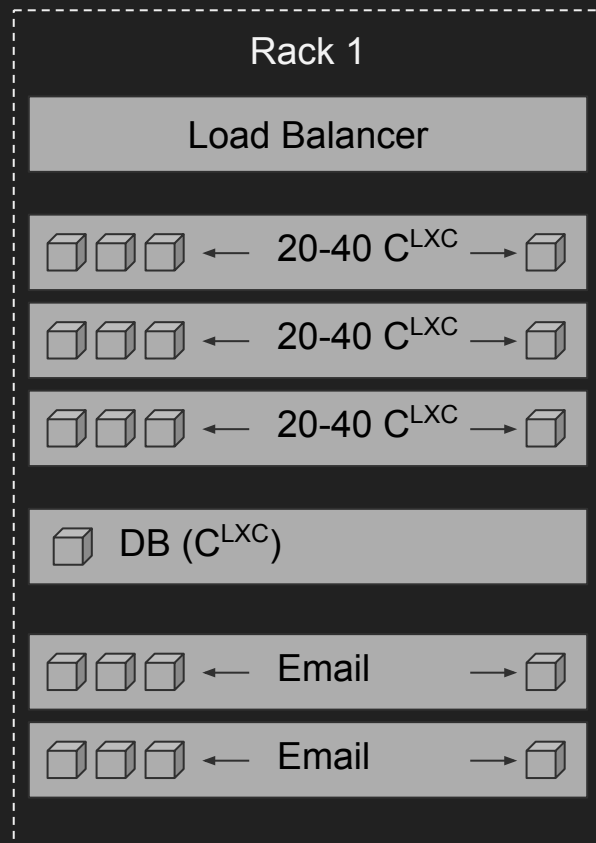 Rack 1
Load Balancer
20-40 C^LXC
20-40 C^LXC
20-40 C^LXC
DB (C^LXC)
Email
Email